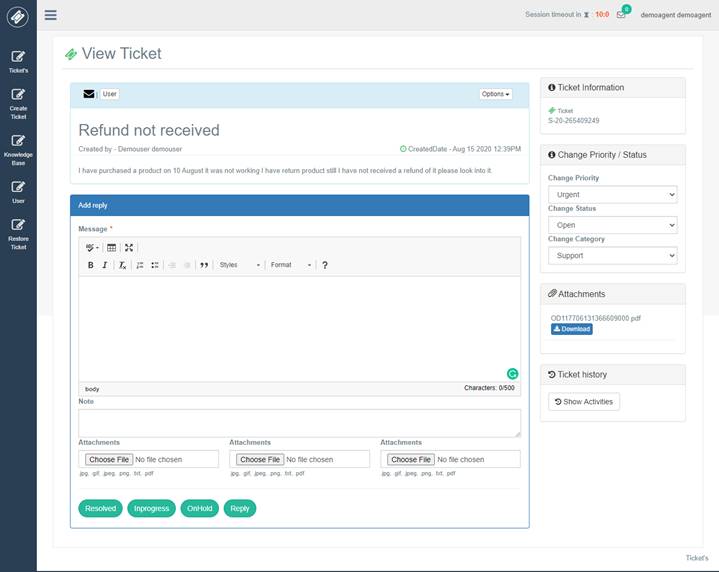 Session timeout in : 10:0
0
demoagent demoagent
Ticket's
Create
Ticket
Knowledge
Base
User
Restore
Ticket
View Ticket
User
Options
Refund not received
Created by - Demouser demouser
CreatedDate - Aug 15 2020 12:39PM
I have purchased a product on 10 August it was not working I have return product still I have not received a refund of it please look into it.
Add reply
Message *
B I Tx Styles Format ?
body
Characters: 0/500
Note
Attachments Attachments Attachments
Choose File No file chosen Choose File No file chosen Choose File No file chosen
.jpg, .gif, .jpeg, .png, .txt, .pdf .jpg, .gif, .jpeg, .png, .txt, .pdf .jpg, .gif, .jpeg, .png, .txt, .pdf
Resolved Inprogress OnHold Reply
Ticket Information
Ticket
S-20-265409249
Change Priority / Status
Change Priority
Urgent
Change Status
Open
Change Category
Support
Attachments
OD117706131366609000.pdf
Download
Ticket history
Show Activities
Ticket's